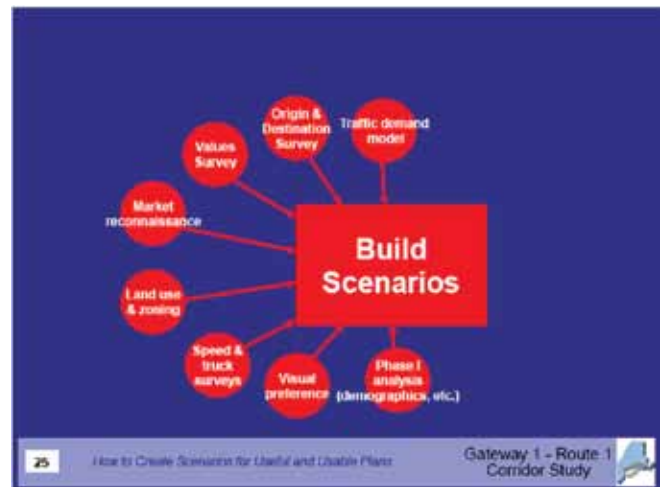 Origin &
Destination
Survey
Traffic demand
model
Values
Survey
Market
reconnaissance
Build
Scenarios
Land use
& zoning
Speed &
truck
surveys
Visual
preference
Phase I
analysis
(demographics, etc.)
25
How to Create Scenarios for Useful and Usable Plans
Gateway 1 - Route 1
Corridor Study